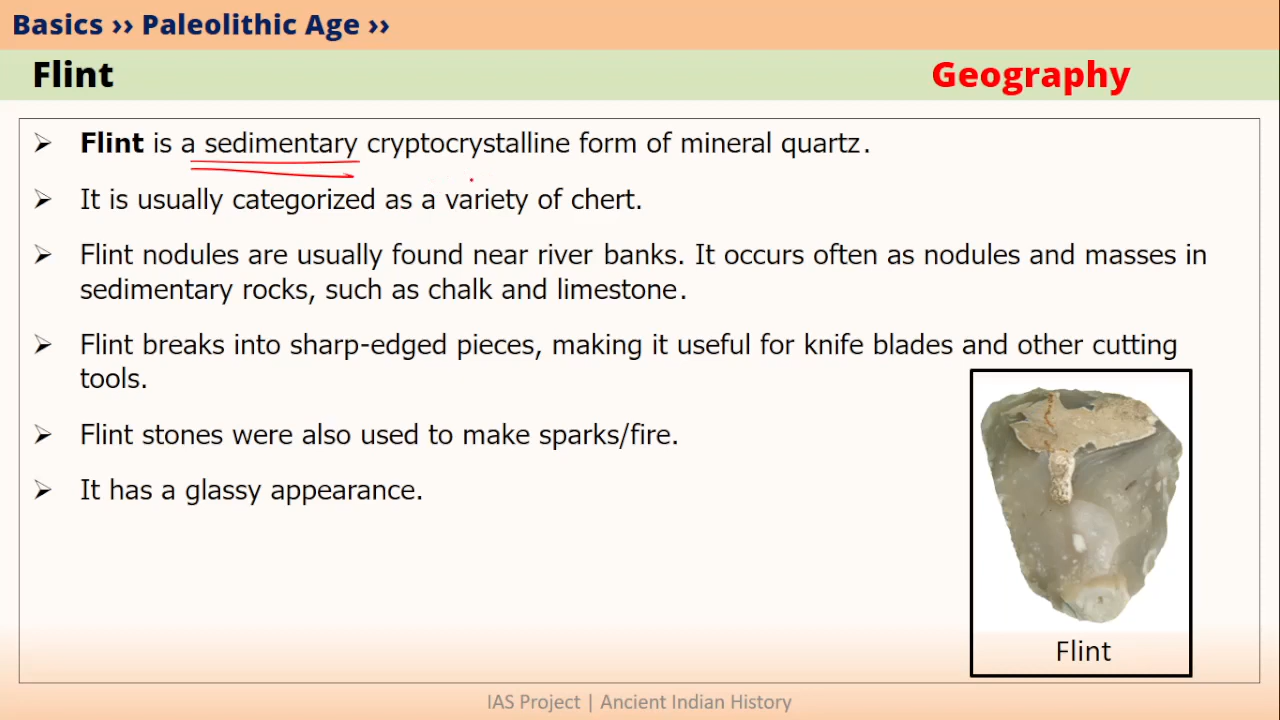 Basics ›› Paleolithic Age ››
Flint
Geography
➢ Flint is a sedimentary cryptocrystalline form of mineral quartz.
➢ It is usually categorized as a variety of chert.
➢ Flint nodules are usually found near river banks. It occurs often as nodules and masses in
sedimentary rocks, such as chalk and limestone.
➢ Flint breaks into sharp-edged pieces, making it useful for knife blades and other cutting
tools.
➢ Flint stones were also used to make sparks/fire.
➢ It has a glassy appearance.
Flint
IAS Project | Ancient Indian History